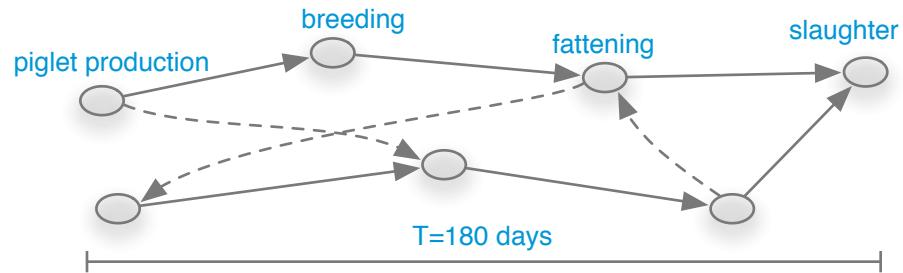 breeding
slaughter
fattening
piglet production
T=180 days